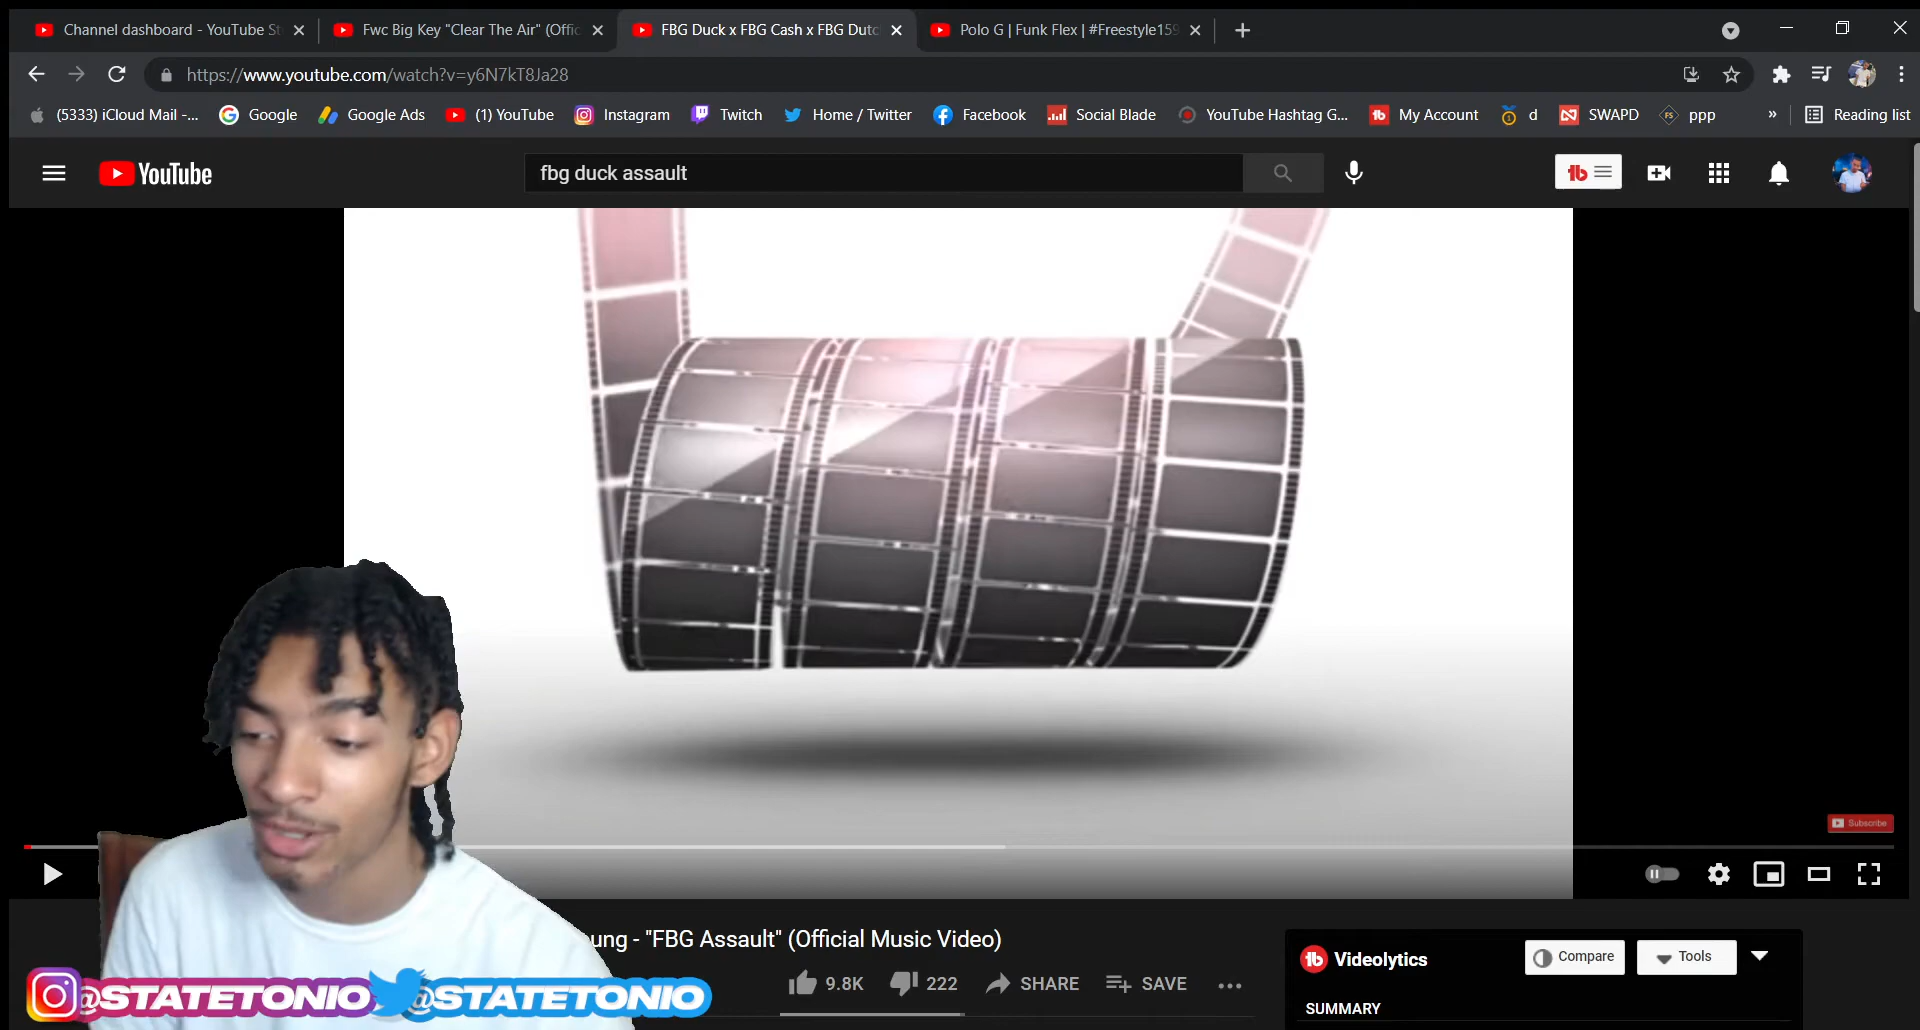 Channel dashboard - YouTube St
Fwc Big Key "Clear The Air" (Offic
FBG Duck x FBG Cash x FBG Dutc
Polo G | Funk Flex | #Freestyle159
https://www.youtube.com/watch?v=y6N7kT8Ja28
(5333) iCloud Mail -...
Google
Google Ads
(1) YouTube
Instagram
Twitch
Home / Twitter
Facebook
Social Blade
YouTube Hashtag G...
My Account
d
SWAPD
ppp
»
Reading list
YouTube
fbg duck assault
Subscribe
ung - "FBG Assault" (Official Music Video)
9.8K
222
SHARE
SAVE
Videolytics
Compare
Tools
SUMMARY
@STATETONIO
@STATETONIO